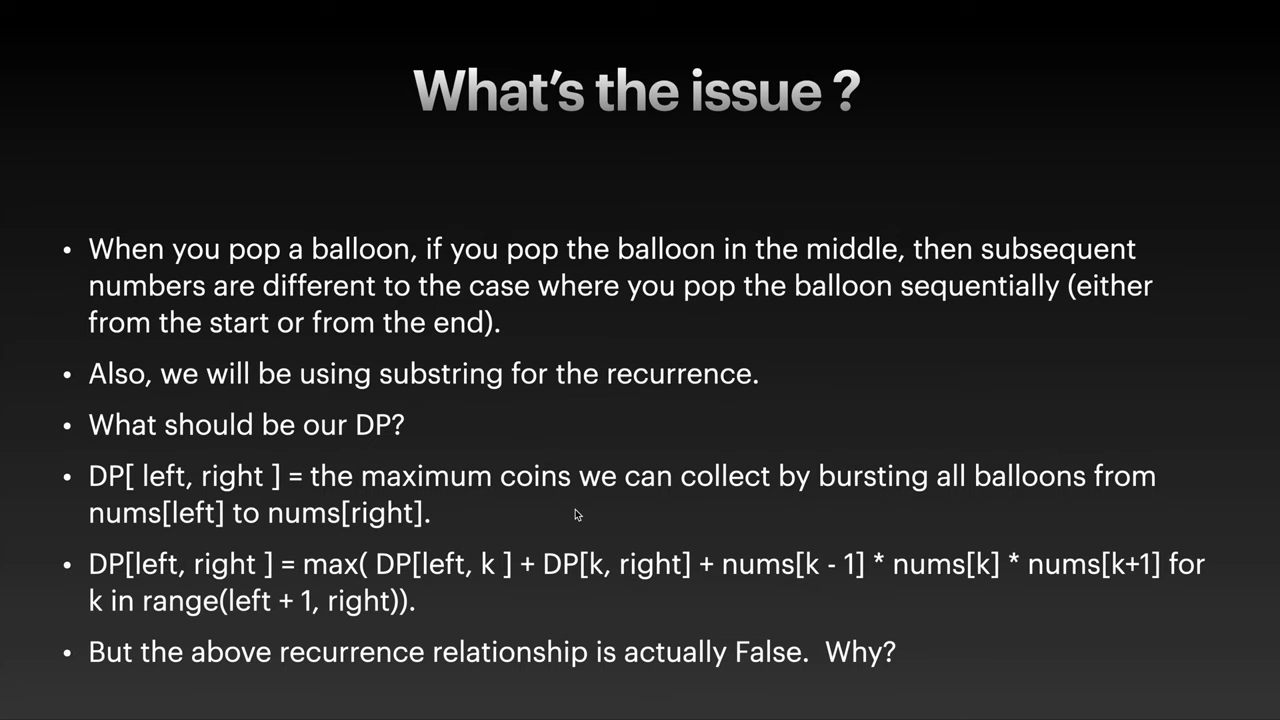 What's the issue ?
• When you pop a balloon, if you pop the balloon in the middle, then subsequent
numbers are different to the case where you pop the balloon sequentially (either
from the start or from the end).
• Also, we will be using substring for the recurrence.
• What should be our DP?
• DP[ left, right ] = the maximum coins we can collect by bursting all balloons from
nums[left] to nums[right].
• DP[left, right ] = max( DP[left, k ] + DP[k, right] + nums[k - 1] * nums[k] * nums[k+1] for
k in range(left + 1, right)).
• But the above recurrence relationship is actually False.  Why?